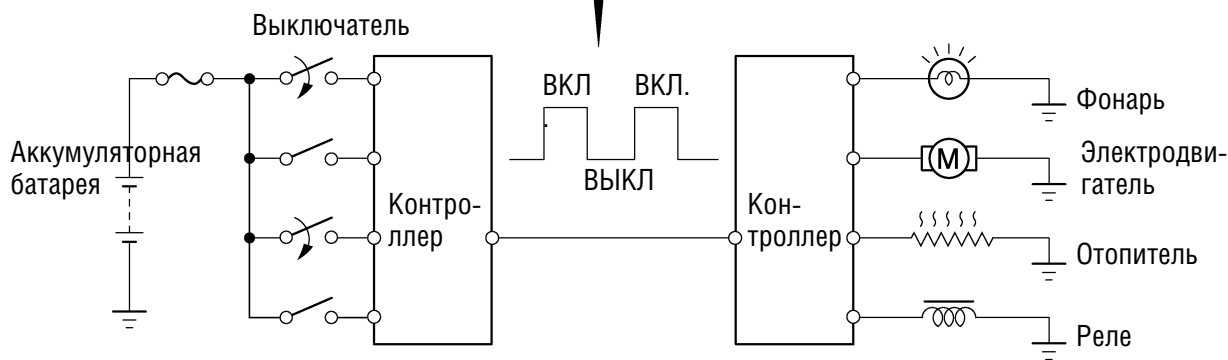 Выключатель
ВКЛ ВКЛ.
ВЫКЛ
Аккумуляторная
батарея
Контро-
ллер
Кон-
троллер
Фонарь
M
Электродви-
гатель
Отопитель
Реле